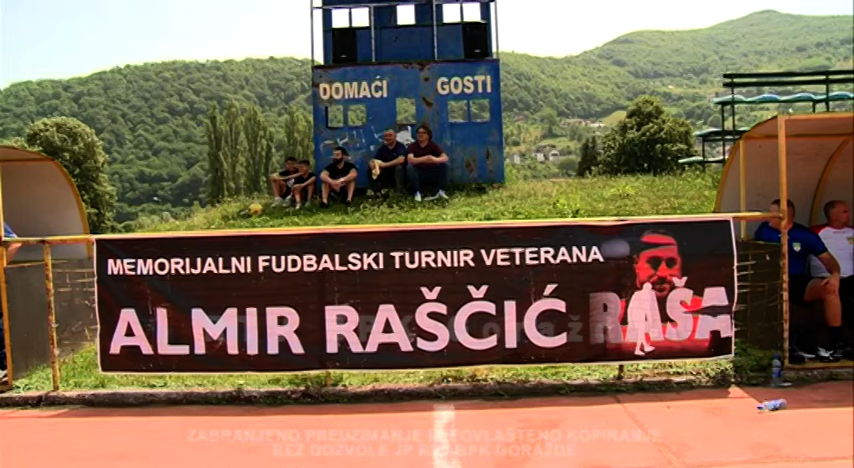 DOMAĆI GOSTI
MEMORIJALNI FUDBALSKI TURNIR VETERANA
ALMIR RAŠČIĆ RAŠA
ZABRANJENO PREUZIMANJE I NEOVLAŠTENO KOPIRANJE
BEZ DOZVOLE JP RTV BPK GORAŽDE